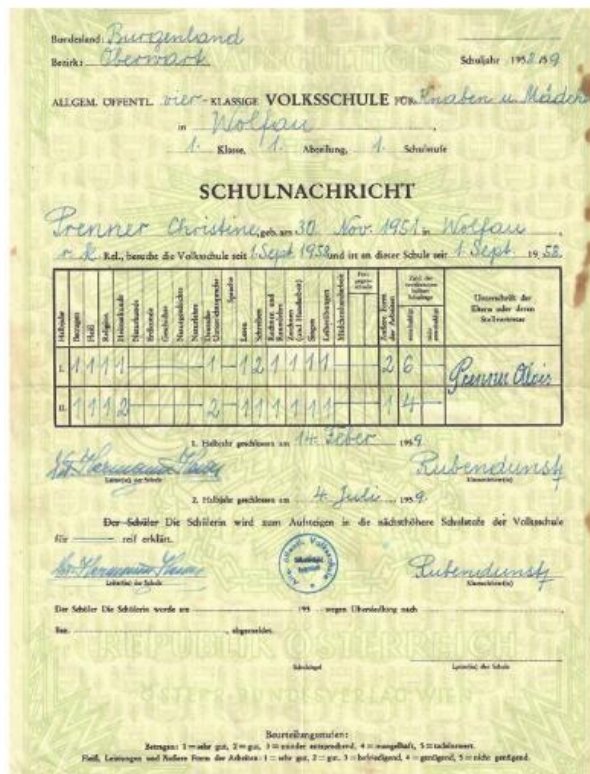 Bundesland: Burgenland
Bezirk: Oberwart
Schuljahr 1958/59
ALLGEM. ÖFFENTL. vier-KLASSIGE VOLKSSCHULE FÜR Knaben u. Mädchen
in Wolfau,
1. Klasse, 1. Abteilung, 1. Schulstufe
SCHULNACHRICHT
Prenner Christine, geb. am 30. Nov. 1951 in Wolfau,
r. k. Rel., besucht die Volksschule seit 1. Sept. 1958 und ist an dieser Schule seit 1. Sept. 1958.
Halbjahr Betragen Fleiß Religion Heimatkunde Naturkunde Erdkunde Geschichte Naturgeschichte Naturlehre Deutsche Unterrichtssprache Sprache Lesen Schreiben Rechnen und Raumlehre Zeichnen (und Handarbeit) Singen Leibesübungen Mädchenhandarbeit Äußere Form der Arbeiten Zahl der versäumten halben Schultage Unterschrift der Eltern oder deren Stellvertreter
I. 1 1 1 1 1 1 2 1 1 1 1 2 6 Prenner Alois
II. 1 1 1 2 2 1 1 1 1 1 1 1 4
1. Halbjahr geschlossen am 14. Feber 1959
Rubendunst
Leiter(in) der Schule Klassenlehrer(in)
2. Halbjahr geschlossen am 4. Juli 1959.
Der Schüler Die Schülerin wird zum Aufsteigen in die nächsthöhere Schulstufe der Volksschule
für reif erklärt.
Rubendunst
Leiter(in) der Schule Klassenlehrer(in)
Der Schüler Die Schülerin wurde am 195 wegen Übersiedlung nach
Bez. abgemeldet.
REPUBLIK ÖSTERREICH
Schulsiegel Leiter(in) der Schule
ÖSTERR. BUNDESVERLAG WIEN
Beurteilungsstufen:
Betragen: 1 = sehr gut, 2 = gut, 3 = minder entsprechend, 4 = mangelhaft, 5 = tadelnswert.
Fleiß, Leistungen und Äußere Form der Arbeiten: 1 = sehr gut, 2 = gut, 3 = befriedigend, 4 = genügend, 5 = nicht genügend.